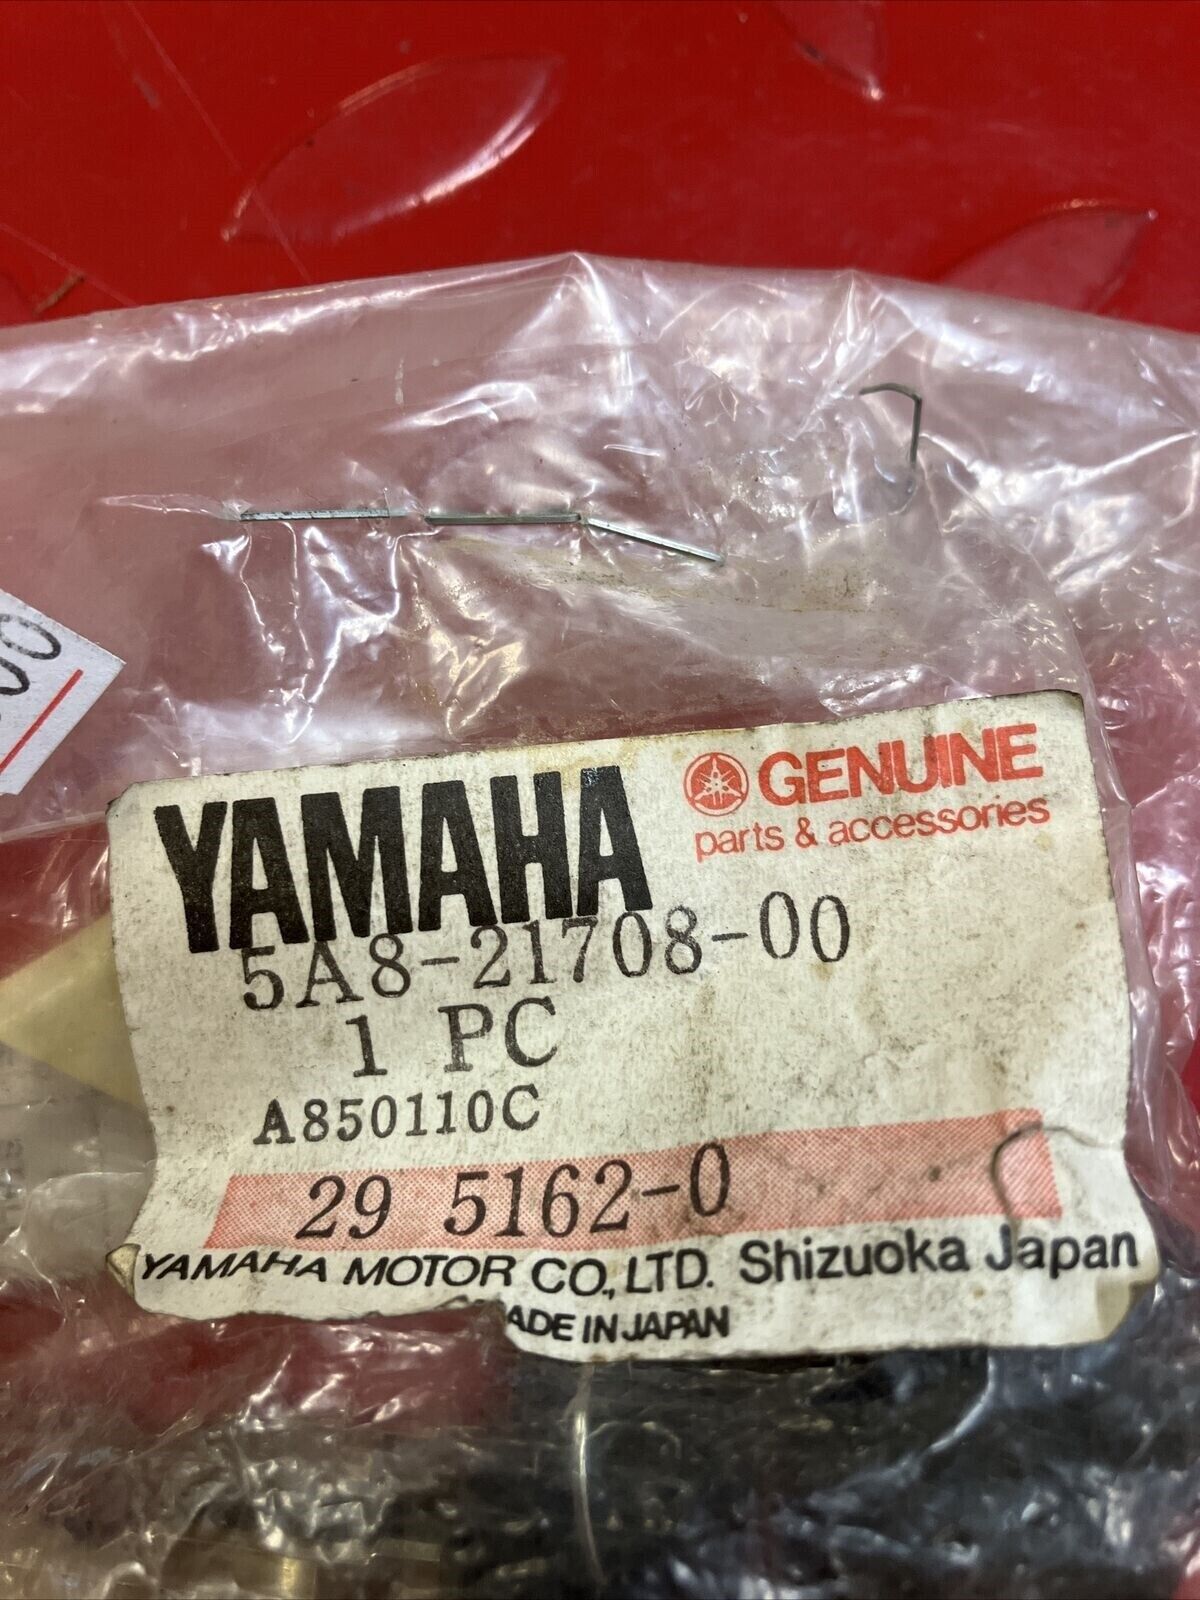 00
YAMAHA
GENUINE
parts & accessories
5A8-21708-00
1 PC
A850110C
29 5162-0
YAMAHA MOTOR CO., LTD. Shizuoka Japan
ADE IN JAPAN